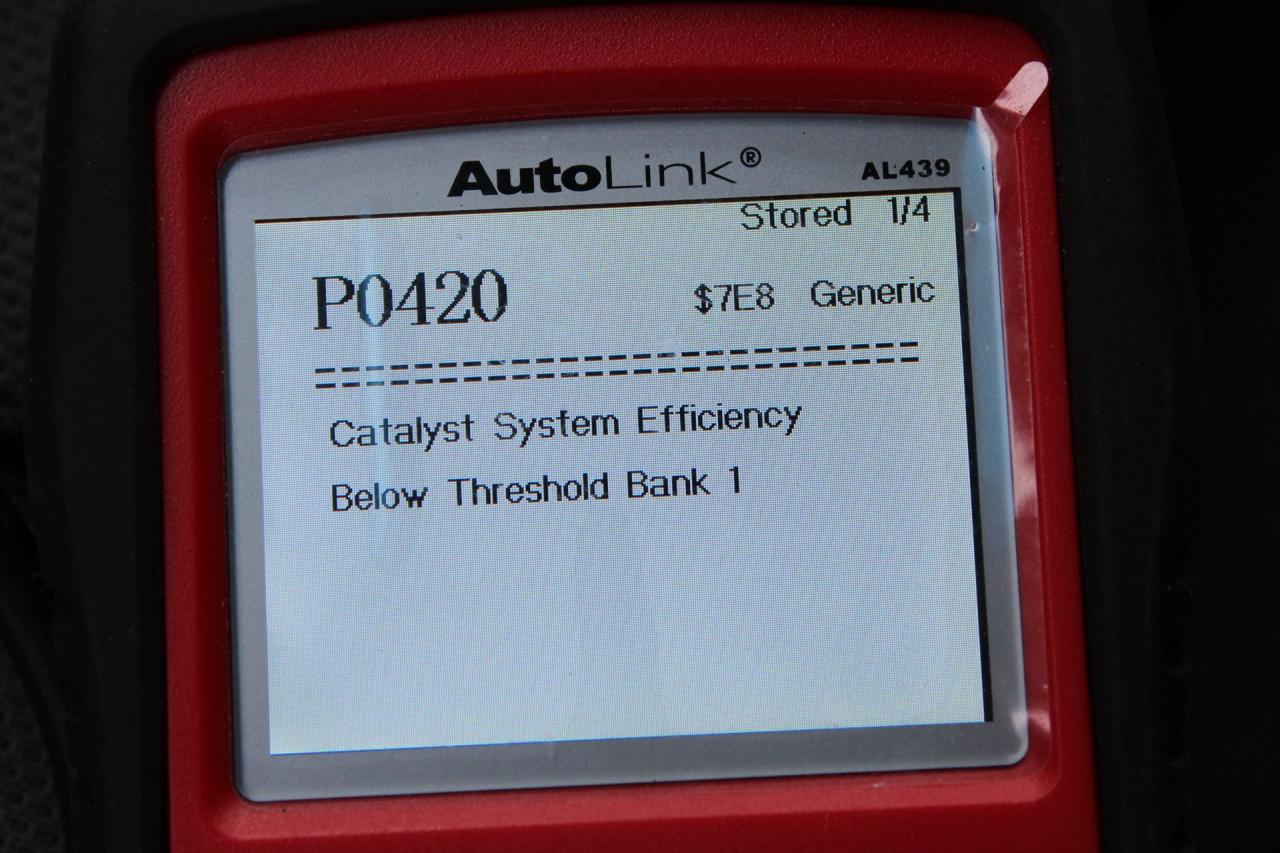 AutoLink® AL439
Stored 1/4
P0420 $7E8 Generic
==========================
Catalyst System Efficiency
Below Threshold Bank 1